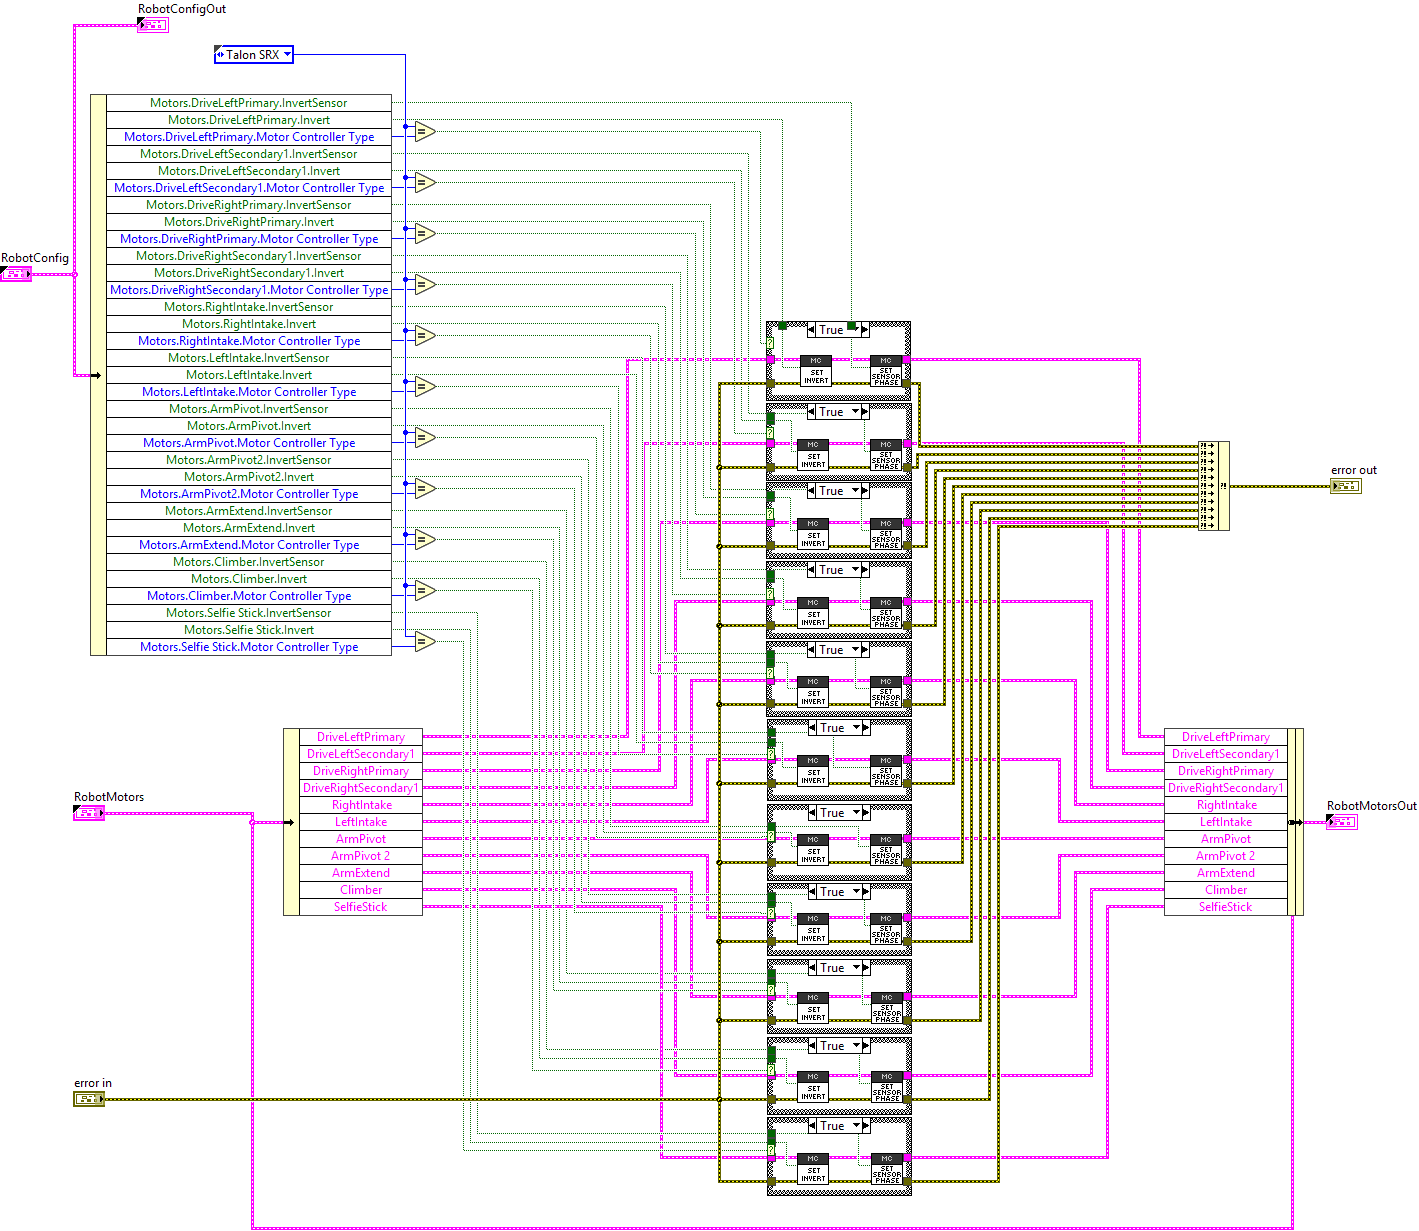 RobotConfigOut
Talon SRX
Motors.DriveLeftPrimary.InvertSensor
Motors.DriveLeftPrimary.Invert
Motors.DriveLeftPrimary.Motor Controller Type
Motors.DriveLeftSecondary1.InvertSensor
Motors.DriveLeftSecondary1.Invert
Motors.DriveLeftSecondary1.Motor Controller Type
Motors.DriveRightPrimary.InvertSensor
Motors.DriveRightPrimary.Invert
Motors.DriveRightPrimary.Motor Controller Type
Motors.DriveRightSecondary1.InvertSensor
Motors.DriveRightSecondary1.Invert
Motors.DriveRightSecondary1.Motor Controller Type
Motors.RightIntake.InvertSensor
Motors.RightIntake.Invert
Motors.RightIntake.Motor Controller Type
Motors.LeftIntake.InvertSensor
Motors.LeftIntake.Invert
Motors.LeftIntake.Motor Controller Type
Motors.ArmPivot.InvertSensor
Motors.ArmPivot.Invert
Motors.ArmPivot.Motor Controller Type
Motors.ArmPivot2.InvertSensor
Motors.ArmPivot2.Invert
Motors.ArmPivot2.Motor Controller Type
Motors.ArmExtend.InvertSensor
Motors.ArmExtend.Invert
Motors.ArmExtend.Motor Controller Type
Motors.Climber.InvertSensor
Motors.Climber.Invert
Motors.Climber.Motor Controller Type
Motors.Selfie Stick.InvertSensor
Motors.Selfie Stick.Invert
Motors.Selfie Stick.Motor Controller Type
RobotConfig
True
MC
SET
INVERT
MC
SET
SENSOR
PHASE
True
MC
SET
INVERT
MC
SET
SENSOR
PHASE
True
MC
SET
INVERT
MC
SET
SENSOR
PHASE
True
MC
SET
INVERT
MC
SET
SENSOR
PHASE
True
MC
SET
INVERT
MC
SET
SENSOR
PHASE
True
MC
SET
INVERT
MC
SET
SENSOR
PHASE
True
MC
SET
INVERT
MC
SET
SENSOR
PHASE
True
MC
SET
INVERT
MC
SET
SENSOR
PHASE
True
MC
SET
INVERT
MC
SET
SENSOR
PHASE
True
MC
SET
INVERT
MC
SET
SENSOR
PHASE
True
MC
SET
INVERT
MC
SET
SENSOR
PHASE
error out
RobotMotors
DriveLeftPrimary
DriveLeftSecondary1
DriveRightPrimary
DriveRightSecondary1
RightIntake
LeftIntake
ArmPivot
ArmPivot 2
ArmExtend
Climber
SelfieStick
DriveLeftPrimary
DriveLeftSecondary1
DriveRightPrimary
DriveRightSecondary1
RightIntake
LeftIntake
ArmPivot
ArmPivot 2
ArmExtend
Climber
SelfieStick
RobotMotorsOut
error in